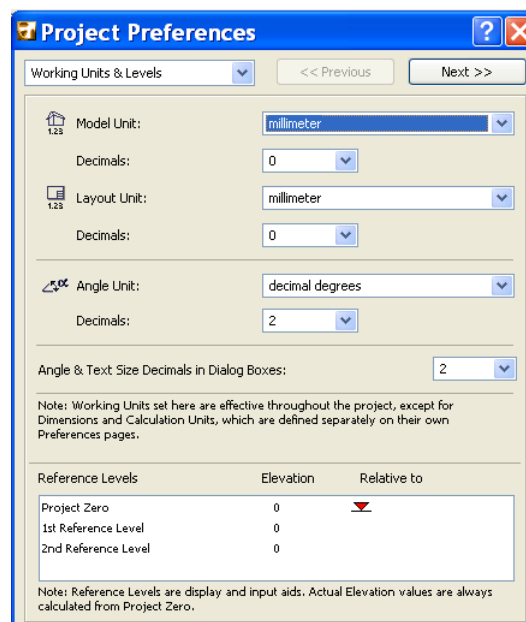 Project Preferences
Working Units & Levels
<< Previous
Next >>
1.23
Model Unit:
millimeter
Decimals:
0
1.23
Layout Unit:
millimeter
Decimals:
0
α
Angle Unit:
decimal degrees
Decimals:
2
Angle & Text Size Decimals in Dialog Boxes:
2
Note: Working Units set here are effective throughout the project, except for
Dimensions and Calculation Units, which are defined separately on their own
Preferences pages.
Reference Levels Elevation Relative to
Project Zero 0
1st Reference Level 0
2nd Reference Level 0
Note: Reference Levels are display and input aids. Actual Elevation values are always
calculated from Project Zero.